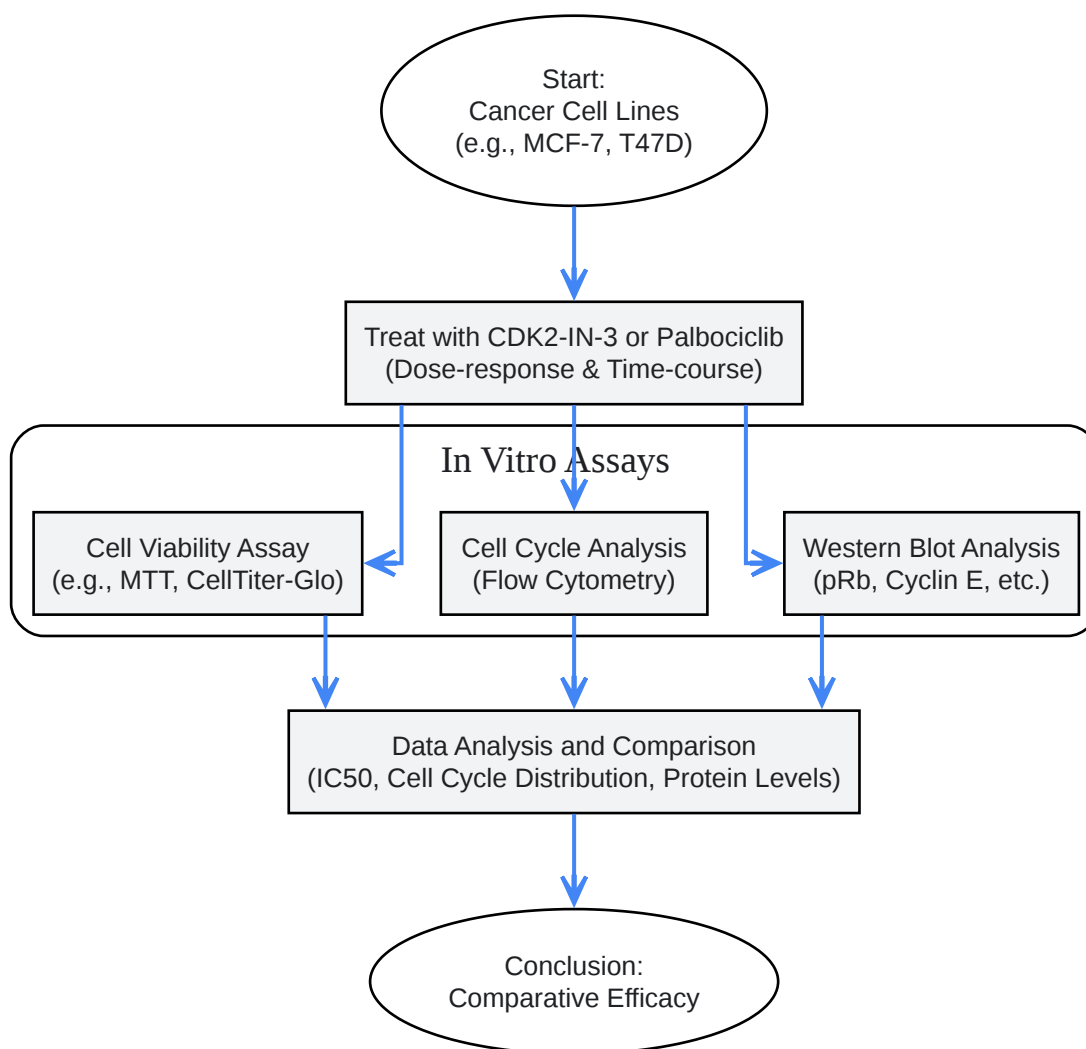 Start:
Cancer Cell Lines
(e.g., MCF-7, T47D)
Treat with CDK2-IN-3 or Palbociclib
(Dose-response & Time-course)
In Vitro Assays
Cell Viability Assay
(e.g., MTT, CellTiter-Glo)
Cell Cycle Analysis
(Flow Cytometry)
Western Blot Analysis
(pRb, Cyclin E, etc.)
Data Analysis and Comparison
(IC50, Cell Cycle Distribution, Protein Levels)
Conclusion:
Comparative Efficacy